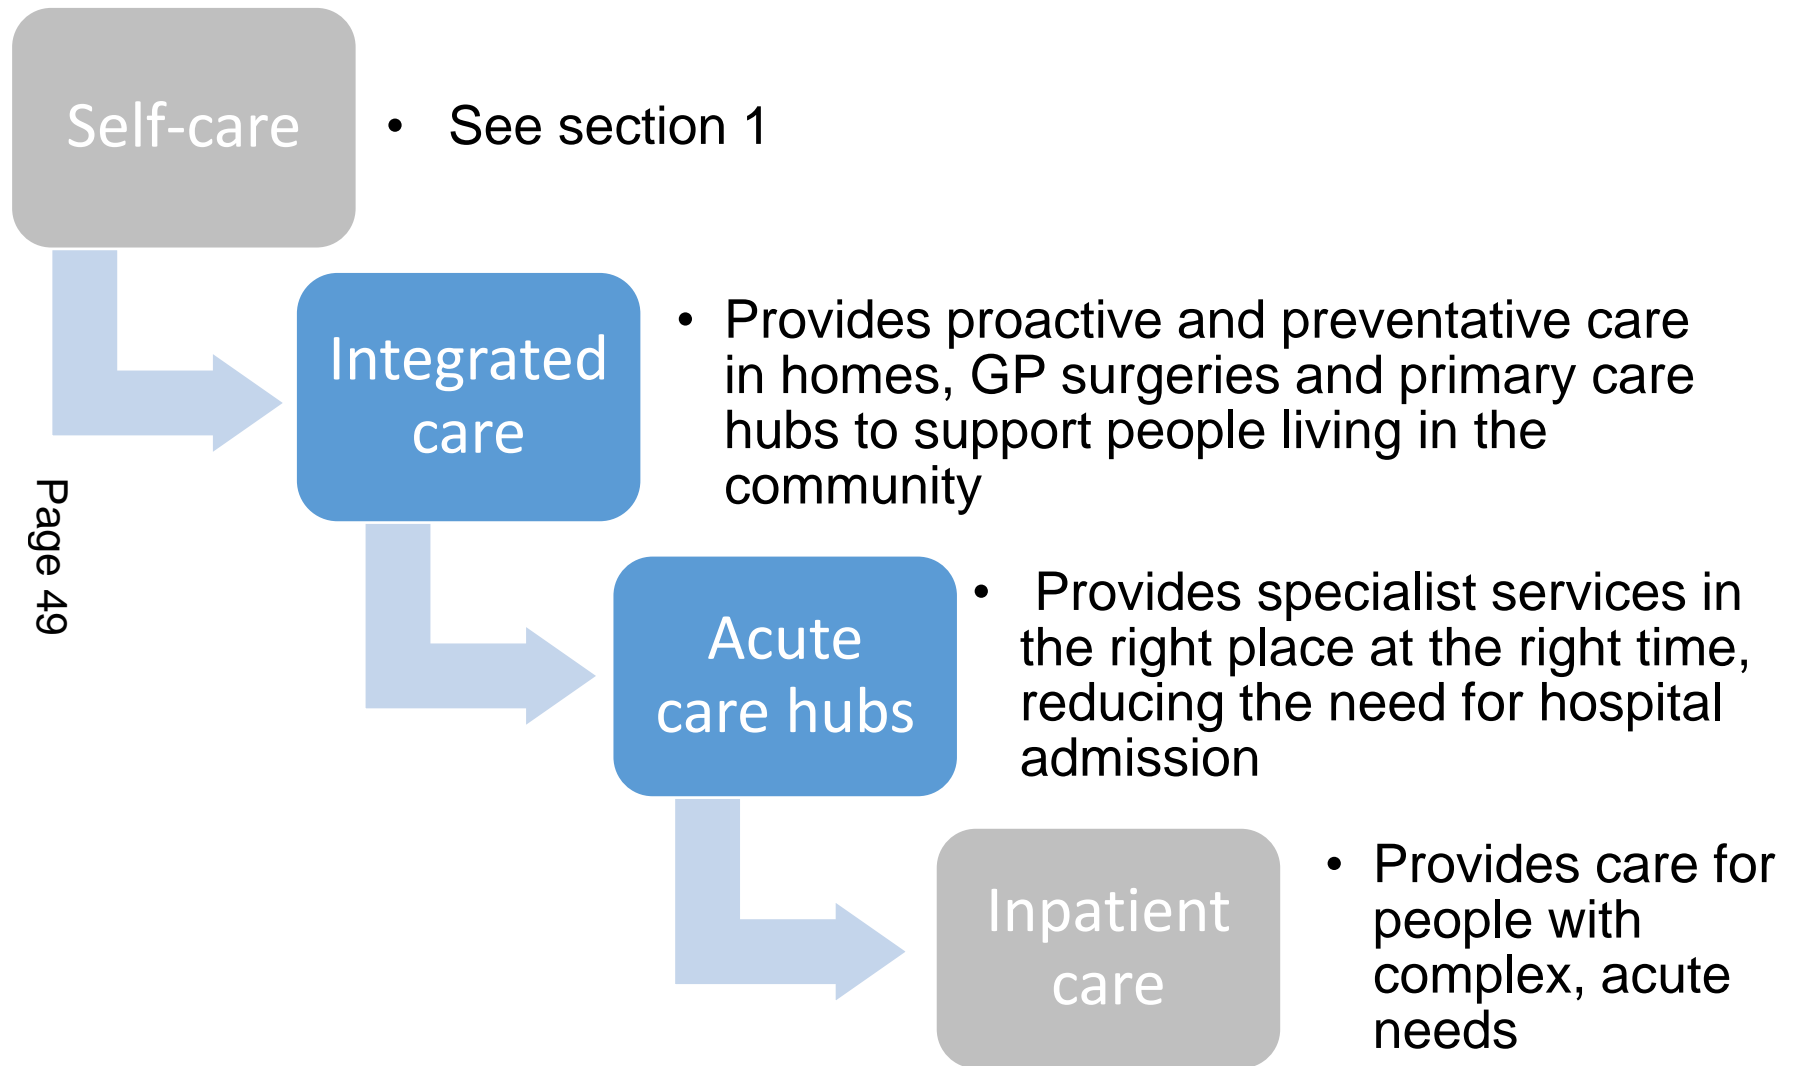 Self-care
• See section 1
Integrated
care
• Provides proactive and preventative care
in homes, GP surgeries and primary care
hubs to support people living in the
community
Page 49
Acute
care hubs
• Provides specialist services in
the right place at the right time,
reducing the need for hospital
admission
Inpatient
care
• Provides care for
people with
complex, acute
needs